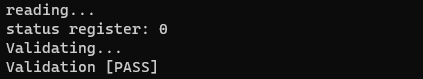 reading...
status register: 0
Validating...
Validation [PASS]